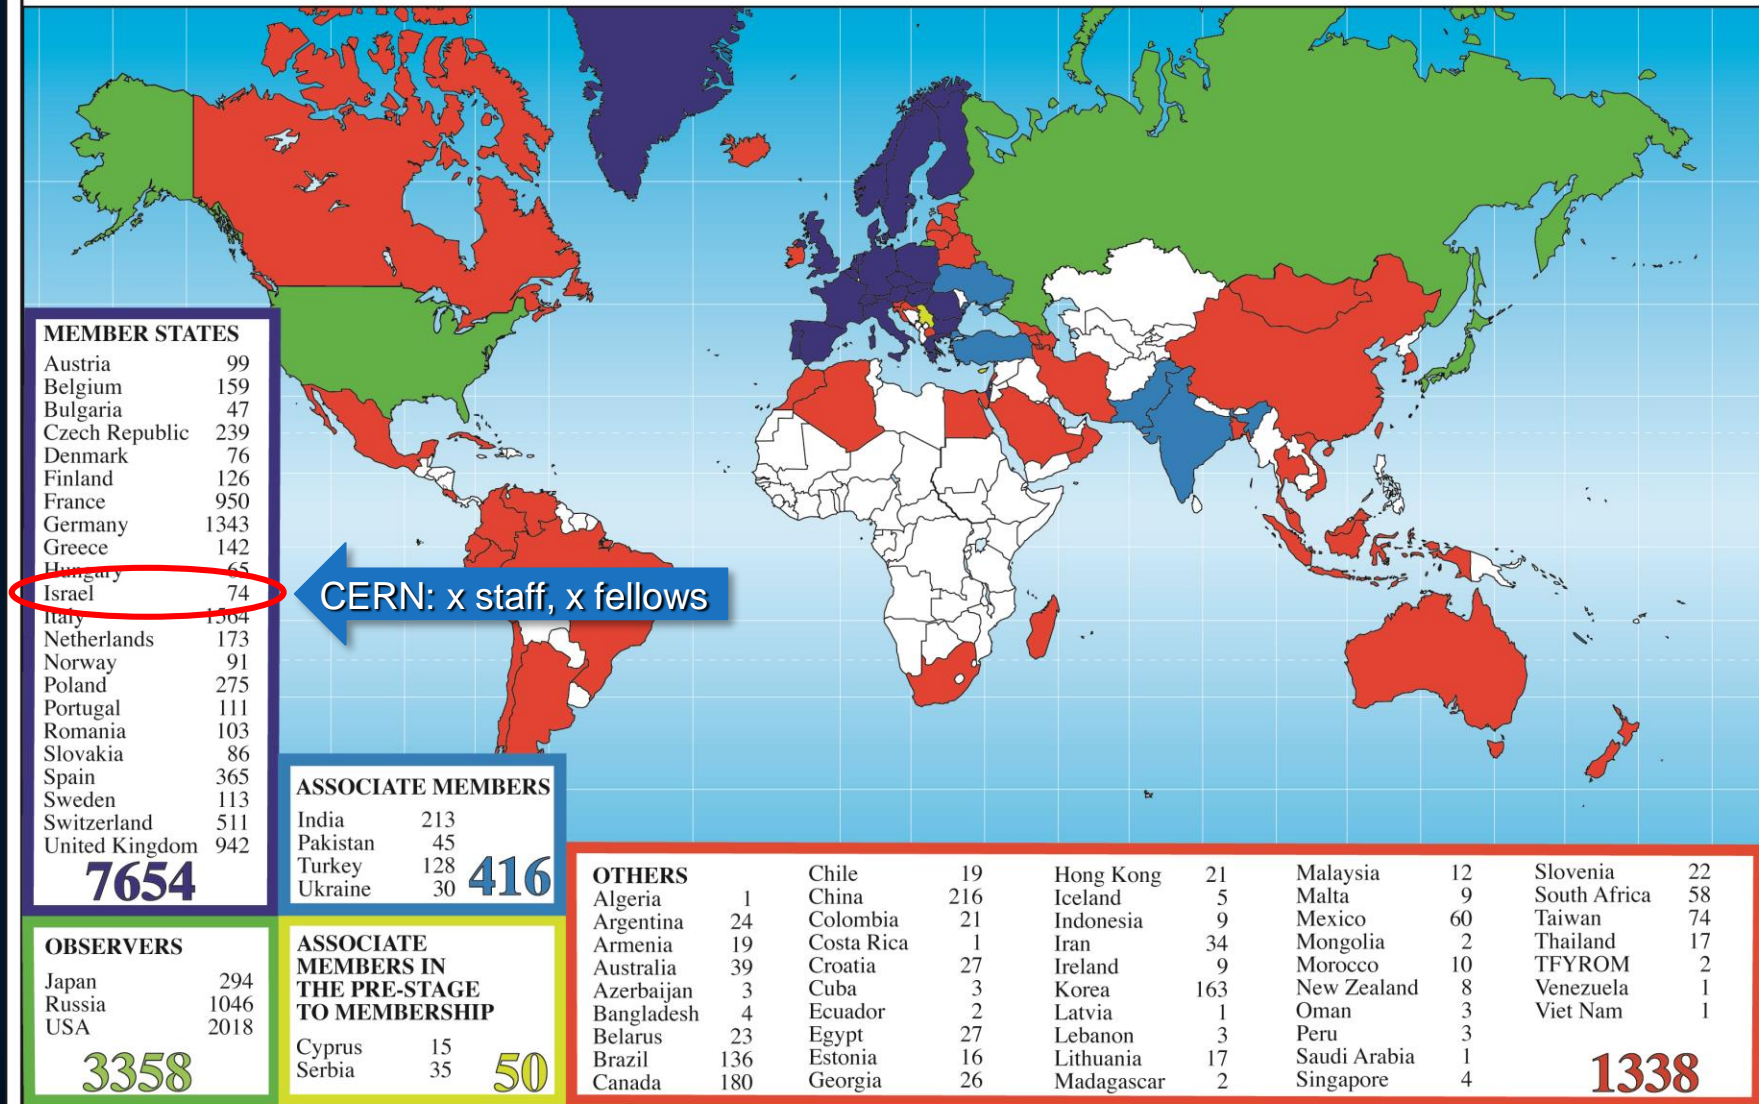 MEMBER STATES
Austria 99
Belgium 159
Bulgaria 47
Czech Republic 239
Denmark 76
Finland 126
France 950
Germany 1343
Greece 142
Hungary 65
Israel 74
Italy 1564
Netherlands 173
Norway 91
Poland 275
Portugal 111
Romania 103
Slovakia 86
Spain 365
Sweden 113
Switzerland 511
United Kingdom 942
7654
CERN: x staff, x fellows
ASSOCIATE MEMBERS
India 213
Pakistan 45
Turkey 128
Ukraine 30
416
OBSERVERS
Japan 294
Russia 1046
USA 2018
3358
ASSOCIATE
MEMBERS IN
THE PRE-STAGE
TO MEMBERSHIP
Cyprus 15
Serbia 35
50
OTHERS
Algeria 1
Argentina 24
Armenia 19
Australia 39
Azerbaijan 3
Bangladesh 4
Belarus 23
Brazil 136
Canada 180
Chile 19
China 216
Colombia 21
Costa Rica 1
Croatia 27
Cuba 3
Ecuador 2
Egypt 27
Estonia 16
Georgia 26
Hong Kong 21
Iceland 5
Indonesia 9
Iran 34
Ireland 9
Korea 163
Latvia 1
Lebanon 3
Lithuania 17
Madagascar 2
Malaysia 12
Malta 9
Mexico 60
Mongolia 2
Morocco 10
New Zealand 8
Oman 3
Peru 3
Saudi Arabia 1
Singapore 4
Slovenia 22
South Africa 58
Taiwan 74
Thailand 17
TFYROM 2
Venezuela 1
Viet Nam 1
1338